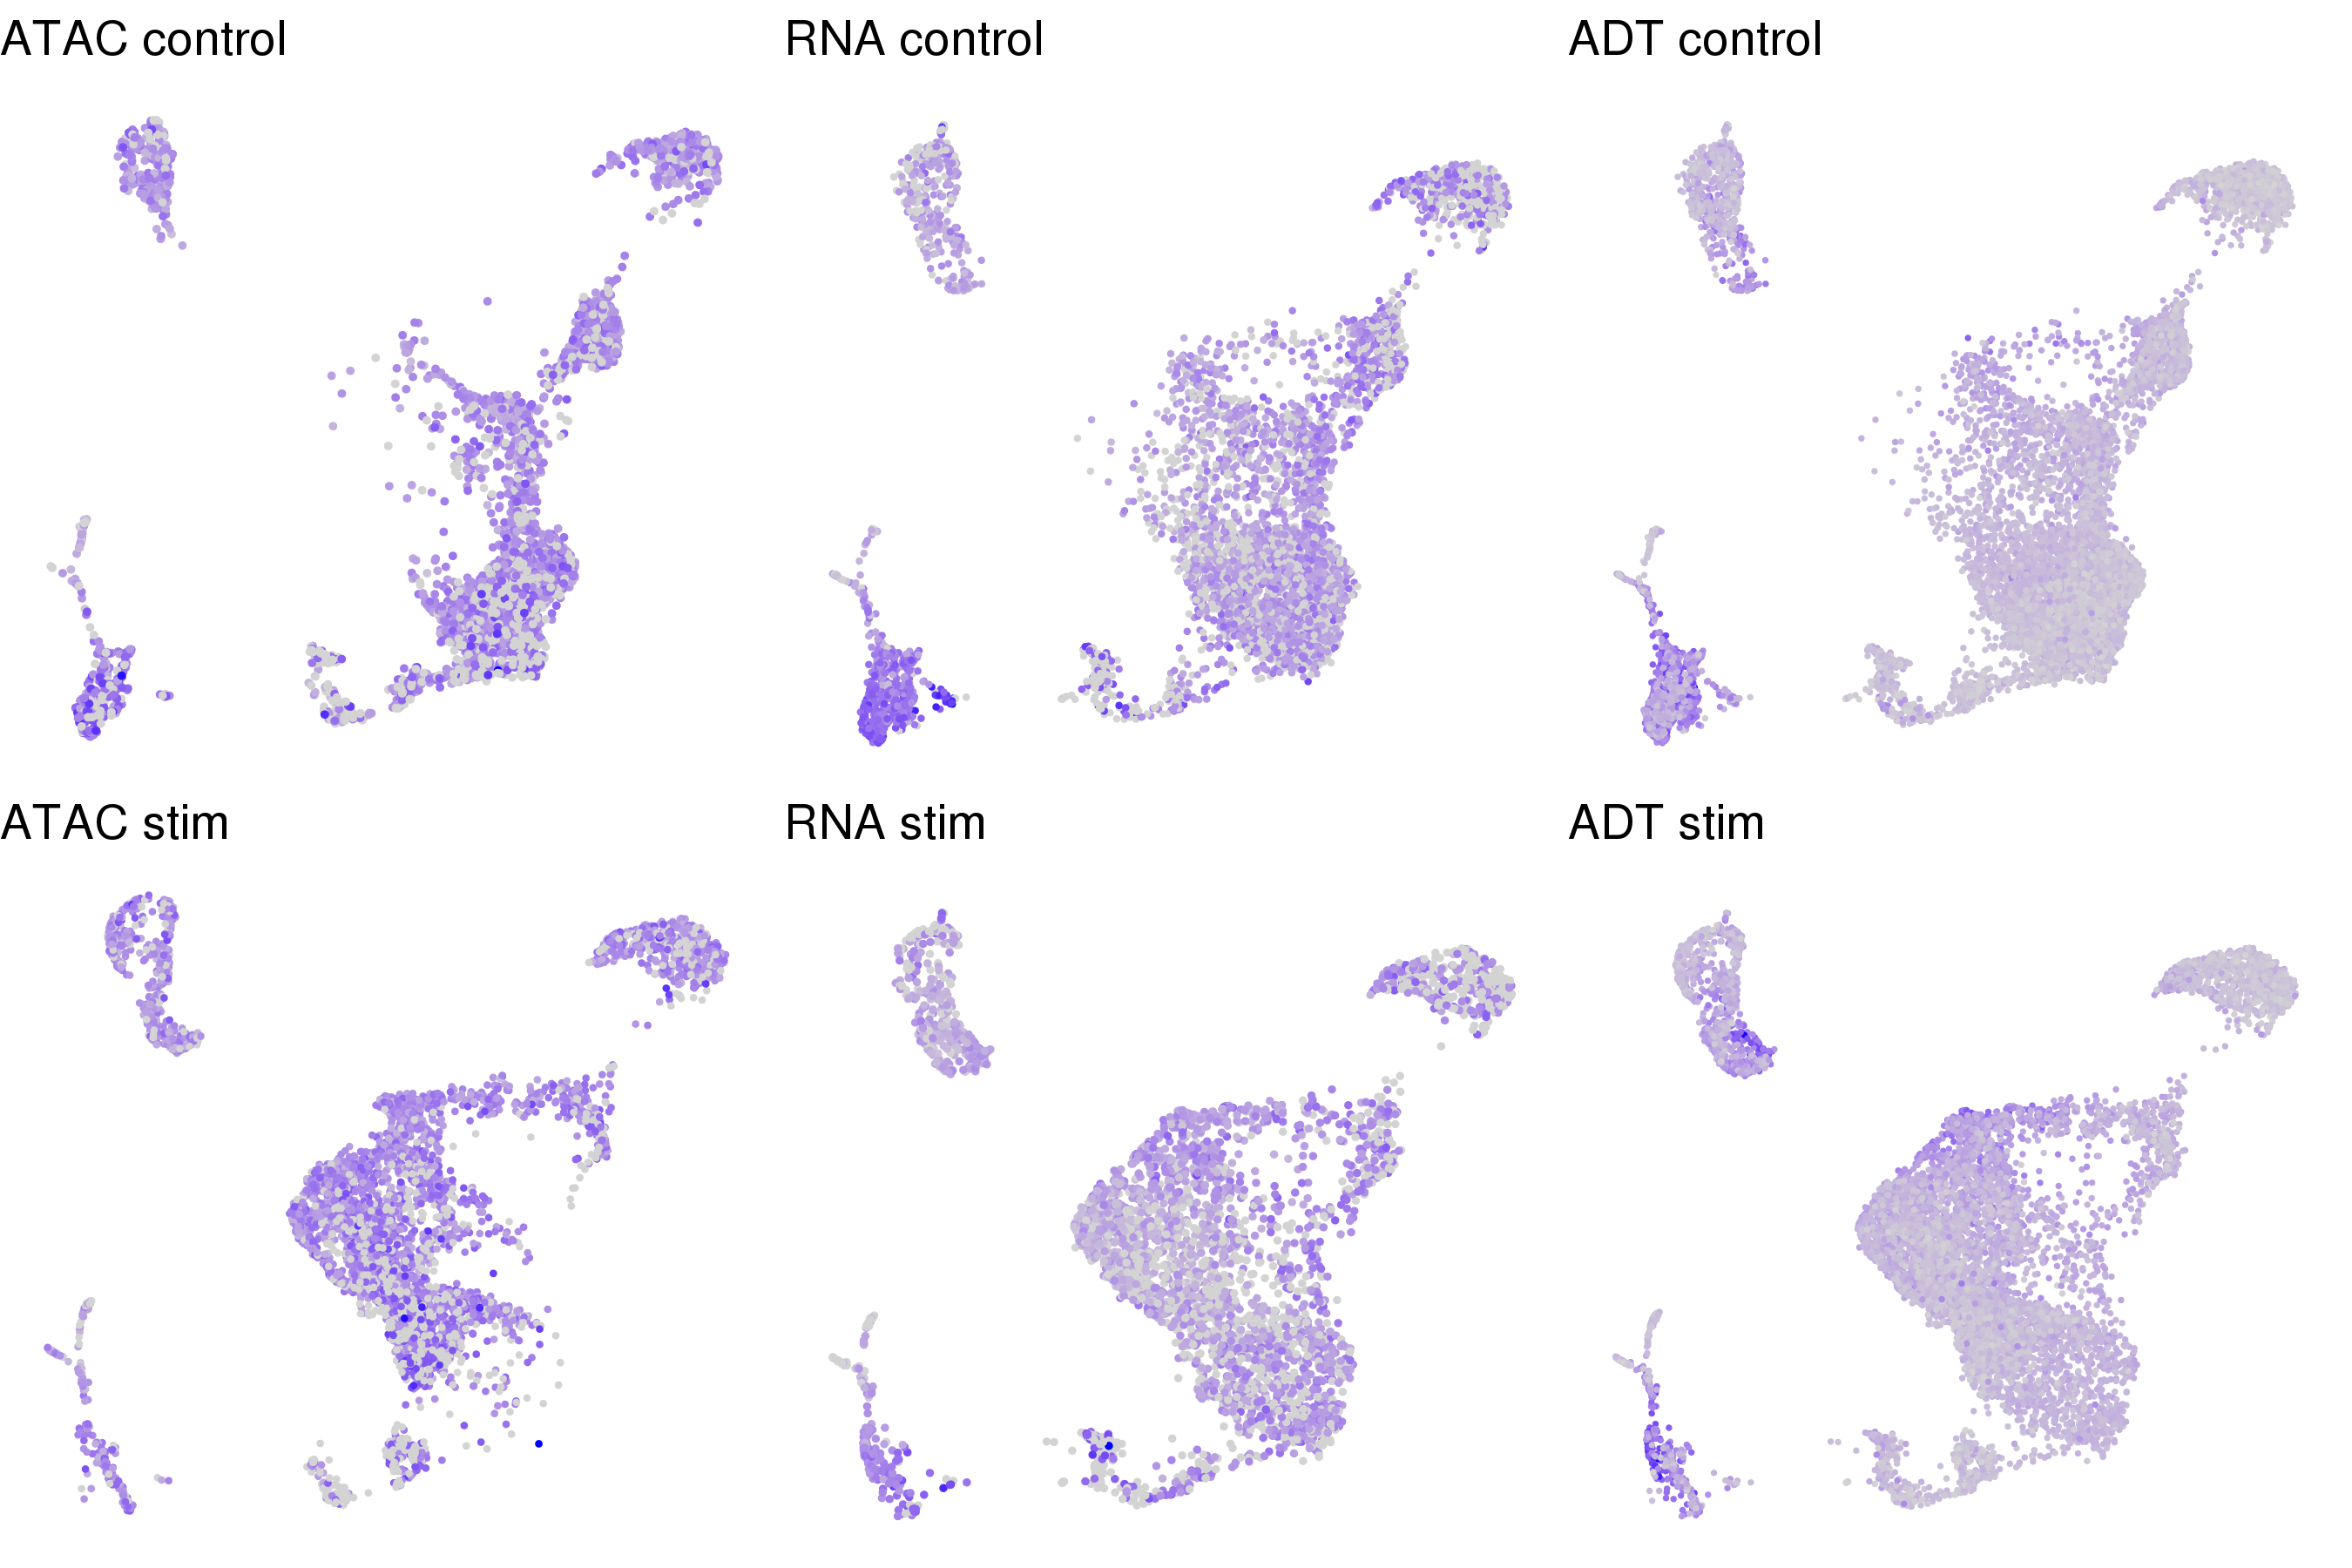 ATAC control
RNA control
ADT control
ATAC stim
RNA stim
ADT stim